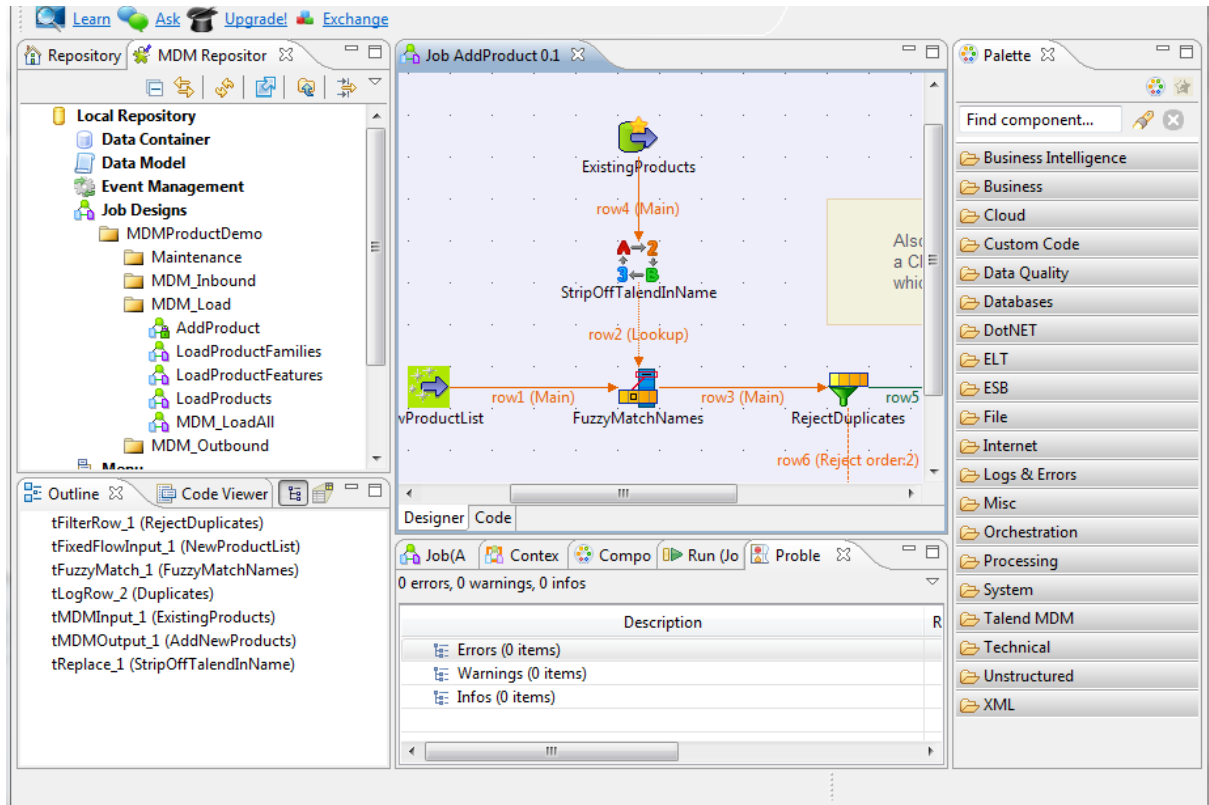 Learn Ask Upgrade! Exchange
Repository MDM Repositor
Local Repository
Data Container
Data Model
Event Management
Job Designs
MDMProductDemo
Maintenance
MDM_Inbound
MDM_Load
AddProduct
LoadProductFamilies
LoadProductFeatures
LoadProducts
MDM_LoadAll
MDM_Outbound
Menu
Outline Code Viewer
tFilterRow_1 (RejectDuplicates)
tFixedFlowInput_1 (NewProductList)
tFuzzyMatch_1 (FuzzyMatchNames)
tLogRow_2 (Duplicates)
tMDMInput_1 (ExistingProducts)
tMDMOutput_1 (AddNewProducts)
tReplace_1 (StripOffTalendInName)
Job AddProduct 0.1
ExistingProducts
row4 (Main)
A 2
3 B
StripOffTalendInName
Also
a Cl
whic
row2 (Lookup)
row1 (Main) row3 (Main) row5
wProductList FuzzyMatchNames RejectDuplicates
row6 (Reject order:2)
Designer Code
Job(A Contex Compo Run (Jo Proble
0 errors, 0 warnings, 0 infos
Description R
Errors (0 items)
Warnings (0 items)
Infos (0 items)
Palette
Find component...
Business Intelligence
Business
Cloud
Custom Code
Data Quality
Databases
DotNET
ELT
ESB
File
Internet
Logs & Errors
Misc
Orchestration
Processing
System
Talend MDM
Technical
Unstructured
XML